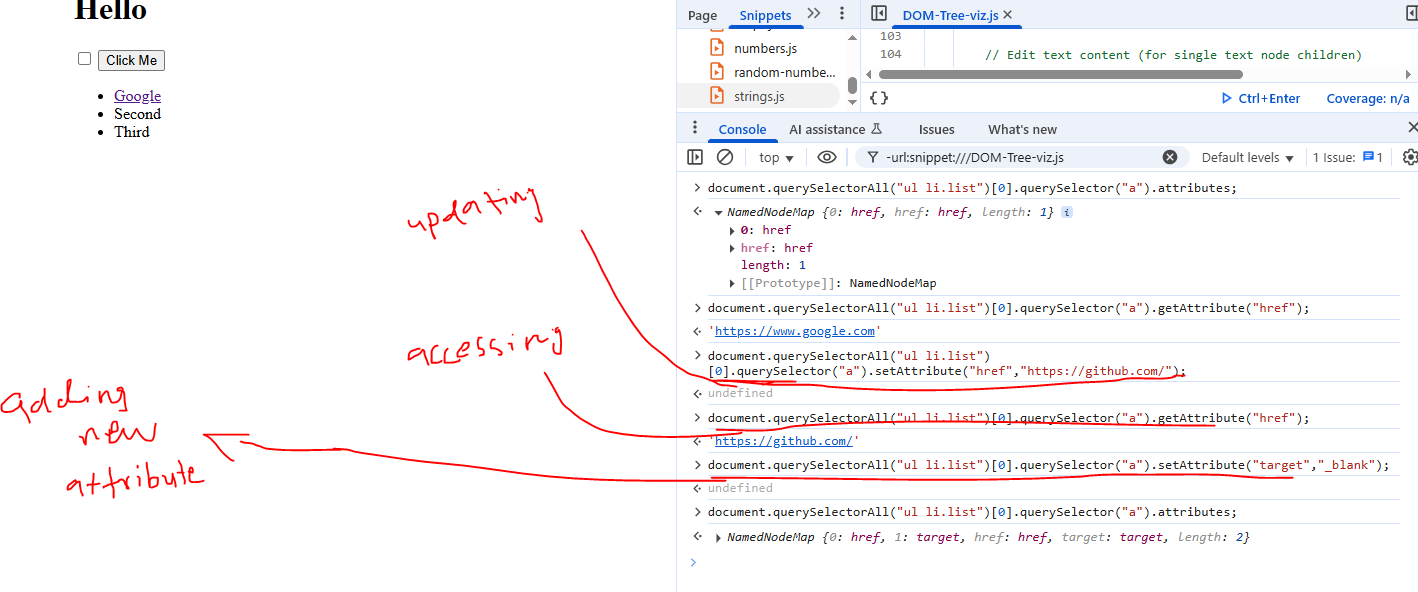 Hello
Click Me
Google
Second
Third
updating
accessing
adding
new
attribute
Page Snippets
numbers.js
random-numbe...
strings.js
DOM-Tree-viz.js
103
104 // Edit text content (for single text node children)
{} Ctrl+Enter Coverage: n/a
Console AI assistance Issues What's new
top -url:snippet:///DOM-Tree-viz.js Default levels 1 Issue: 1
> document.querySelectorAll("ul li.list")[0].querySelector("a").attributes;
NamedNodeMap {0: href, href: href, length: 1} i
0: href
href: href
length: 1
[[Prototype]]: NamedNodeMap
> document.querySelectorAll("ul li.list")[0].querySelector("a").getAttribute("href");
'https://www.google.com'
> document.querySelectorAll("ul li.list")
[0].querySelector("a").setAttribute("href","https://github.com/");
undefined
> document.querySelectorAll("ul li.list")[0].querySelector("a").getAttribute("href");
'https://github.com/'
> document.querySelectorAll("ul li.list")[0].querySelector("a").setAttribute("target","_blank");
undefined
> document.querySelectorAll("ul li.list")[0].querySelector("a").attributes;
NamedNodeMap {0: href, 1: target, href: href, target: target, length: 2}
>